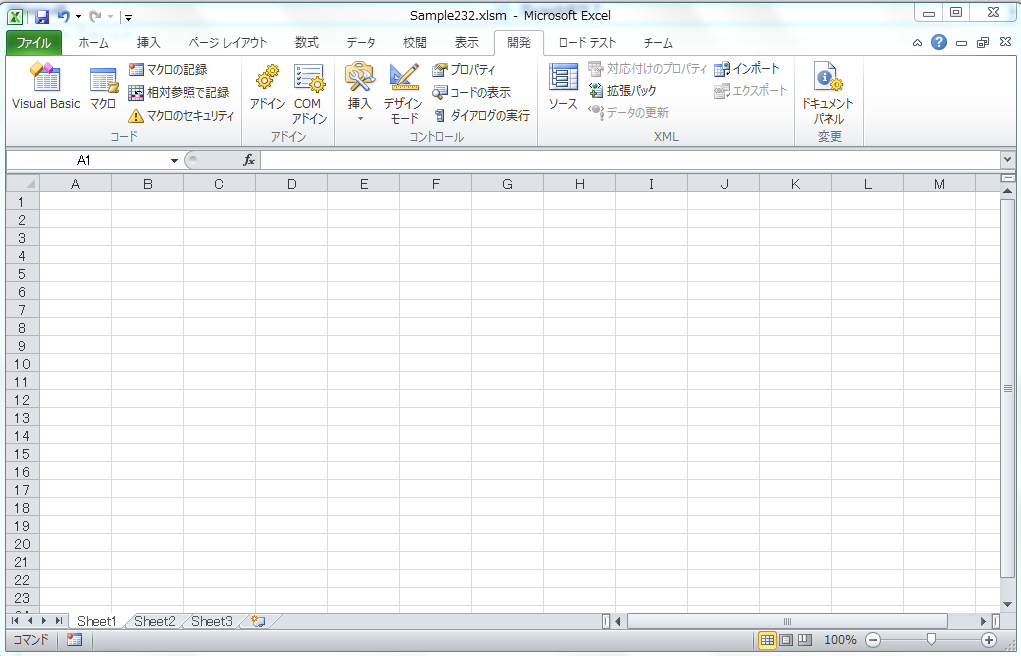 Sample232.xlsm - Microsoft Excel
ファイル ホーム 挿入 ページ レイアウト 数式 データ 校閲 表示 開発 ロード テスト チーム
Visual Basic
マクロ
マクロの記録
相対参照で記録
マクロのセキュリティ
コード
アドイン
COM
アドイン
アドイン
挿入
デザイン
モード
プロパティ
コードの表示
ダイアログの実行
コントロール
ソース
対応付けのプロパティ
拡張パック
データの更新
インポート
エクスポート
XML
ドキュメント
パネル
変更
A1 fx
A B C D E F G H I J K L M
1
2
3
4
5
6
7
8
9
10
11
12
13
14
15
16
17
18
19
20
21
22
23
Sheet1 Sheet2 Sheet3
コマンド 100%